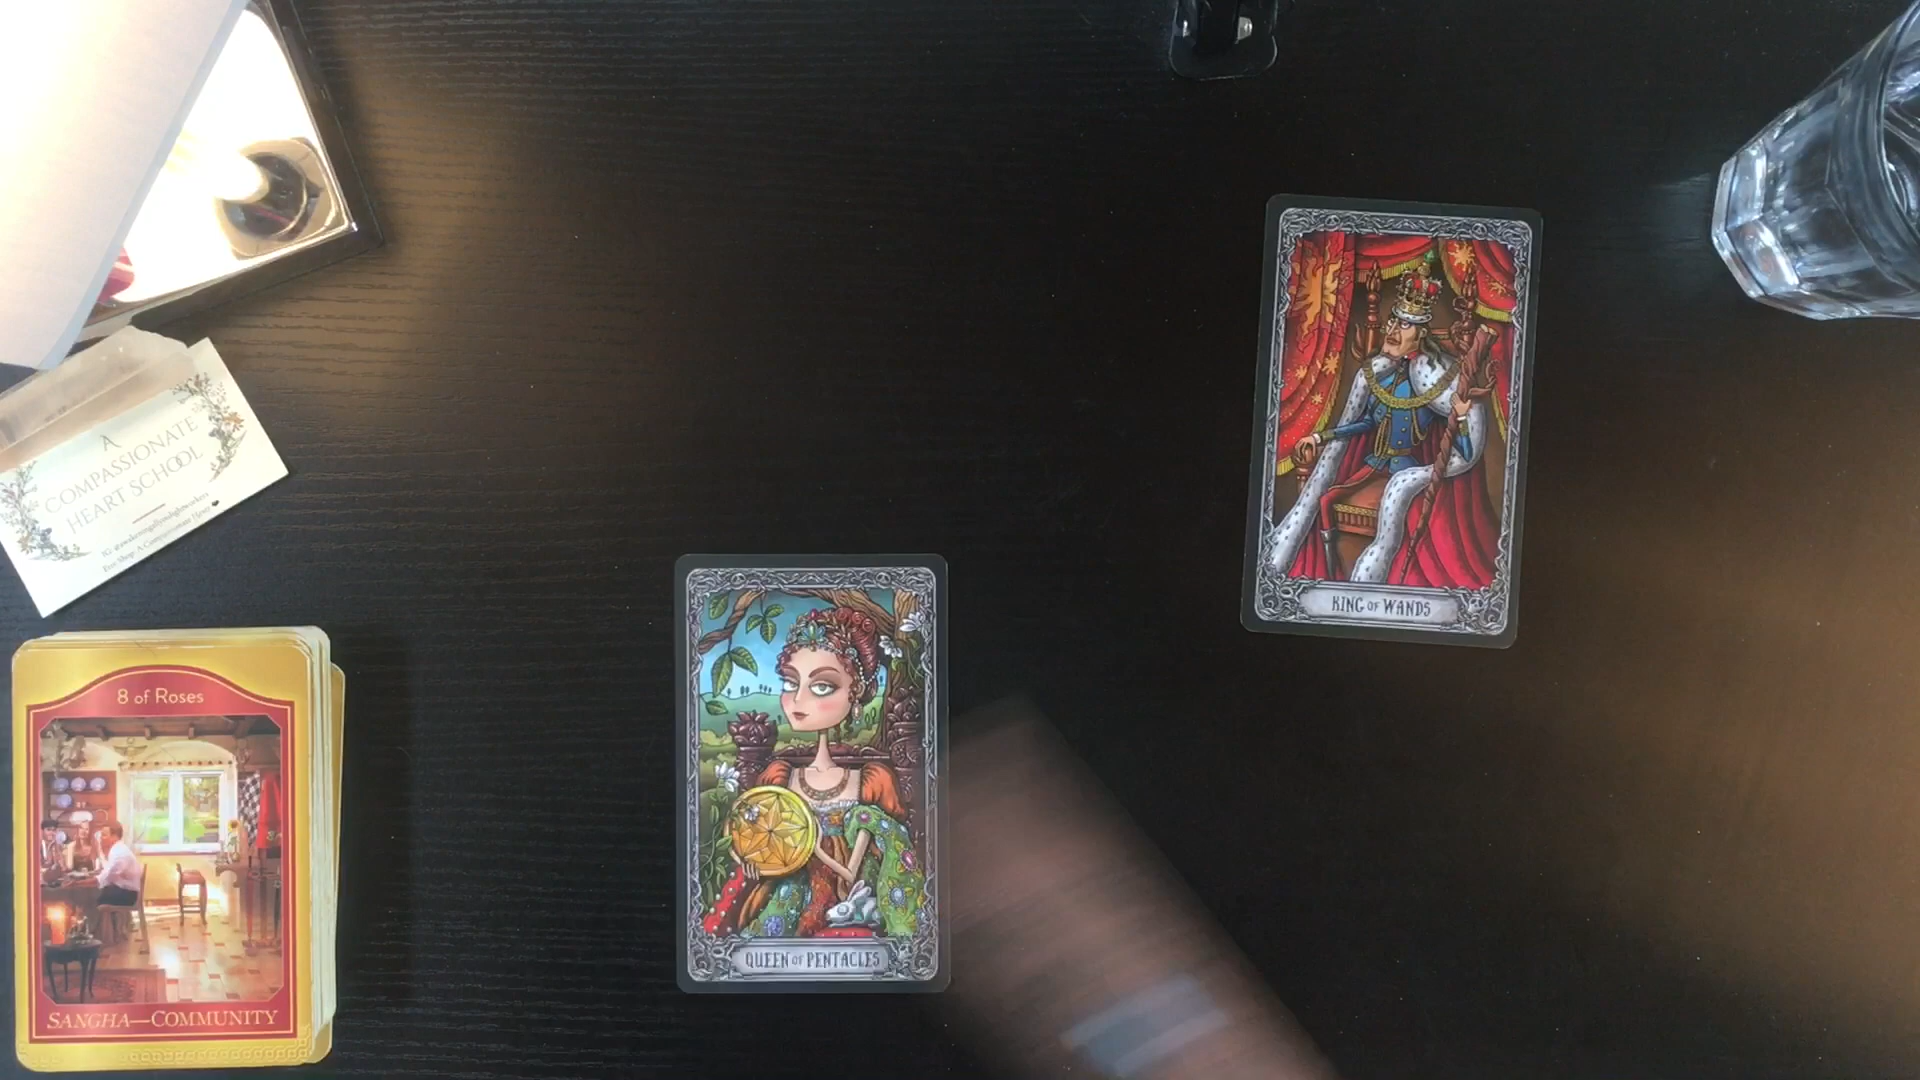 A
COMPASSIONATE
HEART SCHOOL
KING OF WANDS
8 of Roses
QUEEN OF PENTACLES
SANGHA—COMMUNITY